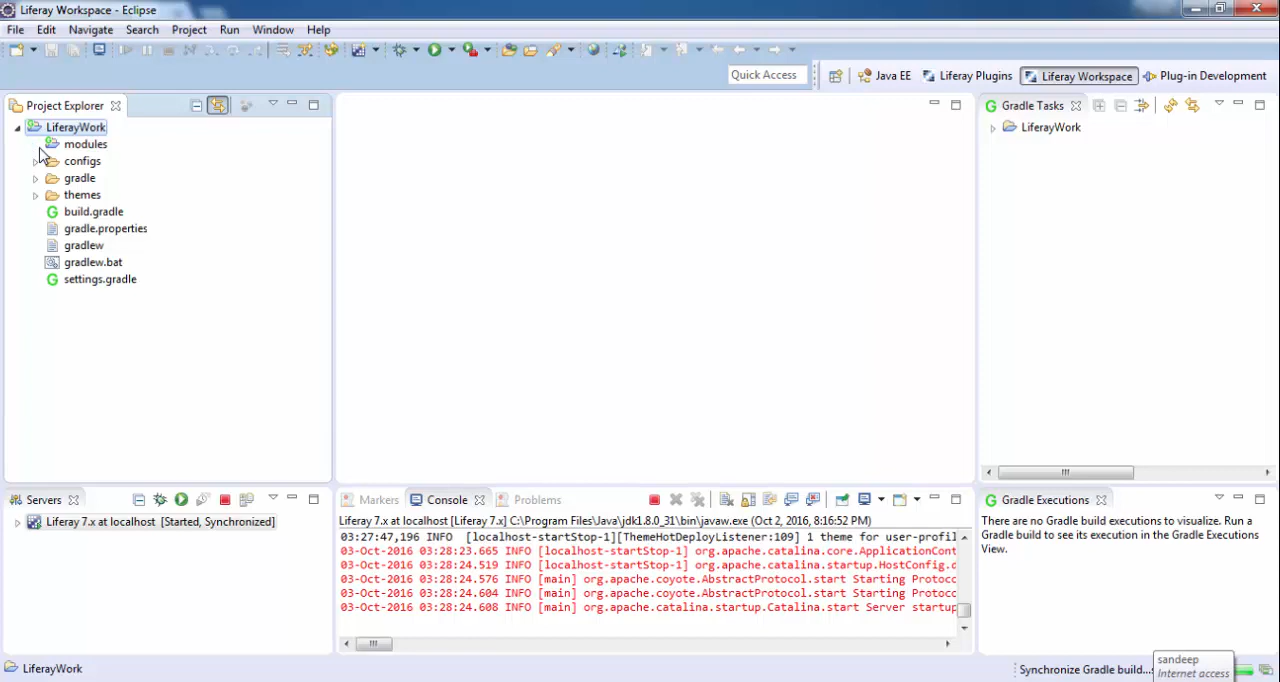 Liferay Workspace - Eclipse
File Edit Navigate Search Project Run Window Help
Quick Access
Java EE Liferay Plugins Liferay Workspace Plug-in Development
Project Explorer
LiferayWork
modules
configs
gradle
themes
build.gradle
gradle.properties
gradlew
gradlew.bat
settings.gradle
Gradle Tasks
LiferayWork
Servers
Liferay 7.x at localhost [Started, Synchronized]
Markers Console Problems
Liferay 7.x at localhost [Liferay 7.x] C:\Program Files\Java\jdk1.8.0_31\bin\javaw.exe (Oct 2, 2016, 8:16:52 PM)
03:27:47,196 INFO [localhost-startStop-1][ThemeHotDeployListener:109] 1 theme for user-profil
03-Oct-2016 03:28:23.665 INFO [localhost-startStop-1] org.apache.catalina.core.ApplicationCont
03-Oct-2016 03:28:24.519 INFO [localhost-startStop-1] org.apache.catalina.startup.HostConfig.d
03-Oct-2016 03:28:24.576 INFO [main] org.apache.coyote.AbstractProtocol.start Starting Protoco
03-Oct-2016 03:28:24.604 INFO [main] org.apache.coyote.AbstractProtocol.start Starting Protoco
03-Oct-2016 03:28:24.608 INFO [main] org.apache.catalina.startup.Catalina.start Server startup
Gradle Executions
There are no Gradle build executions to visualize. Run a
Gradle build to see its execution in the Gradle Executions
View.
LiferayWork
Synchronize Gradle build...
sandeep
Internet access